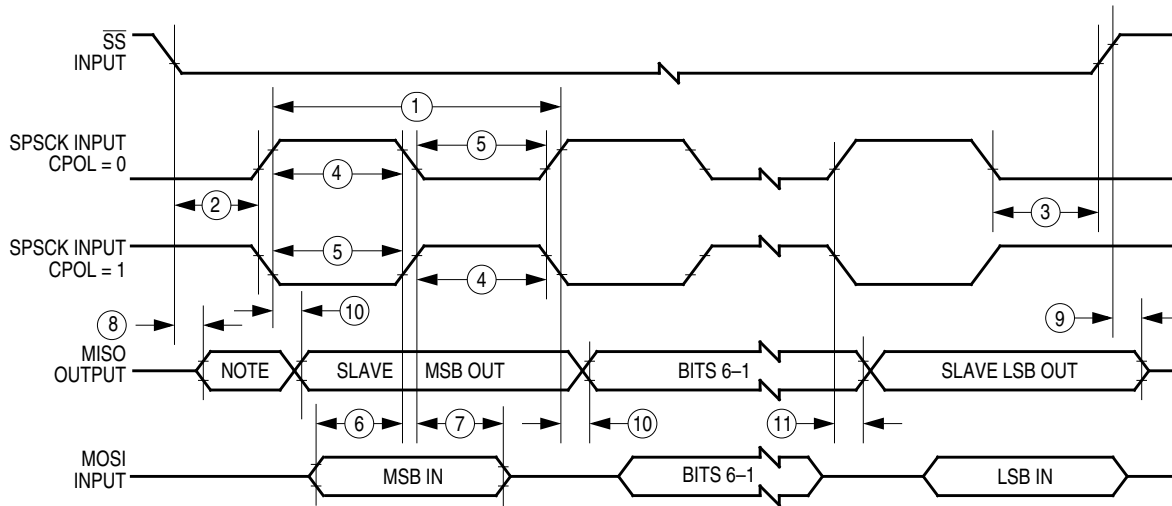 SS
INPUT
1
SPSCK INPUT
CPOL = 0
5
4
2
3
SPSCK INPUT
CPOL = 1
5
4
8
10
9
MISO
OUTPUT
NOTE
SLAVE MSB OUT
BITS 6–1
SLAVE LSB OUT
6
7
10
11
MOSI
INPUT
MSB IN
BITS 6–1
LSB IN